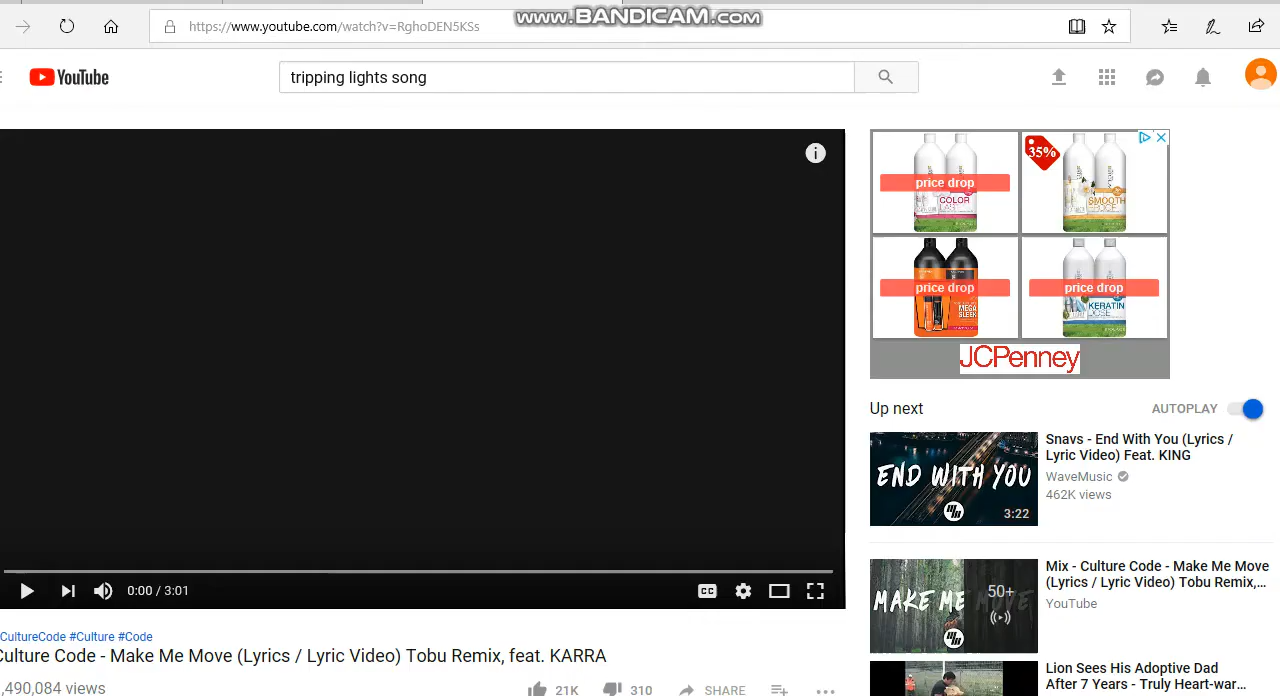 www.BANDICAM.com
https://www.youtube.com/watch?v=RghoDEN5KSs
YouTube
tripping lights song
35%
price drop
COLOR
SMOOTH
price drop
MEGA
SLEEK
price drop
KERATIN
DOSE
JCPenney
Up next
AUTOPLAY
END WITH YOU
3:22
Snavs - End With You (Lyrics /
Lyric Video) Feat. KING
WaveMusic
462K views
MAKE ME MOVE
50+
Mix - Culture Code - Make Me Move
(Lyrics / Lyric Video) Tobu Remix,...
YouTube
Lion Sees His Adoptive Dad
After 7 Years - Truly Heart-war...
0:00 / 3:01
CC
CultureCode #Culture #Code
Culture Code - Make Me Move (Lyrics / Lyric Video) Tobu Remix, feat. KARRA
,490,084 views
21K
310
SHARE